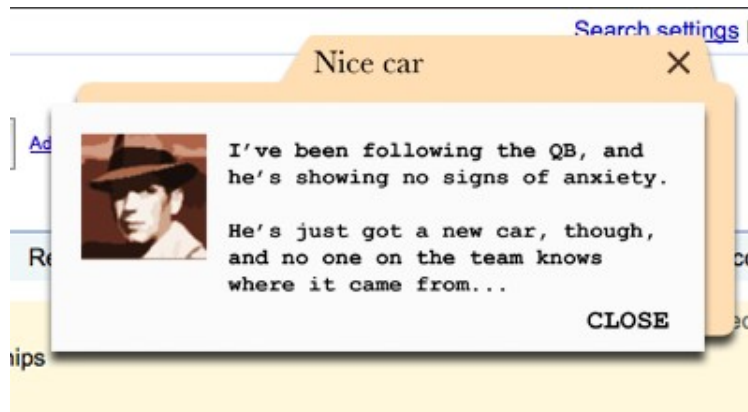 Search settings
Nice car
Ad
I've been following the QB, and
he's showing no signs of anxiety.
He's just got a new car, though,
and no one on the team knows
where it came from...
CLOSE